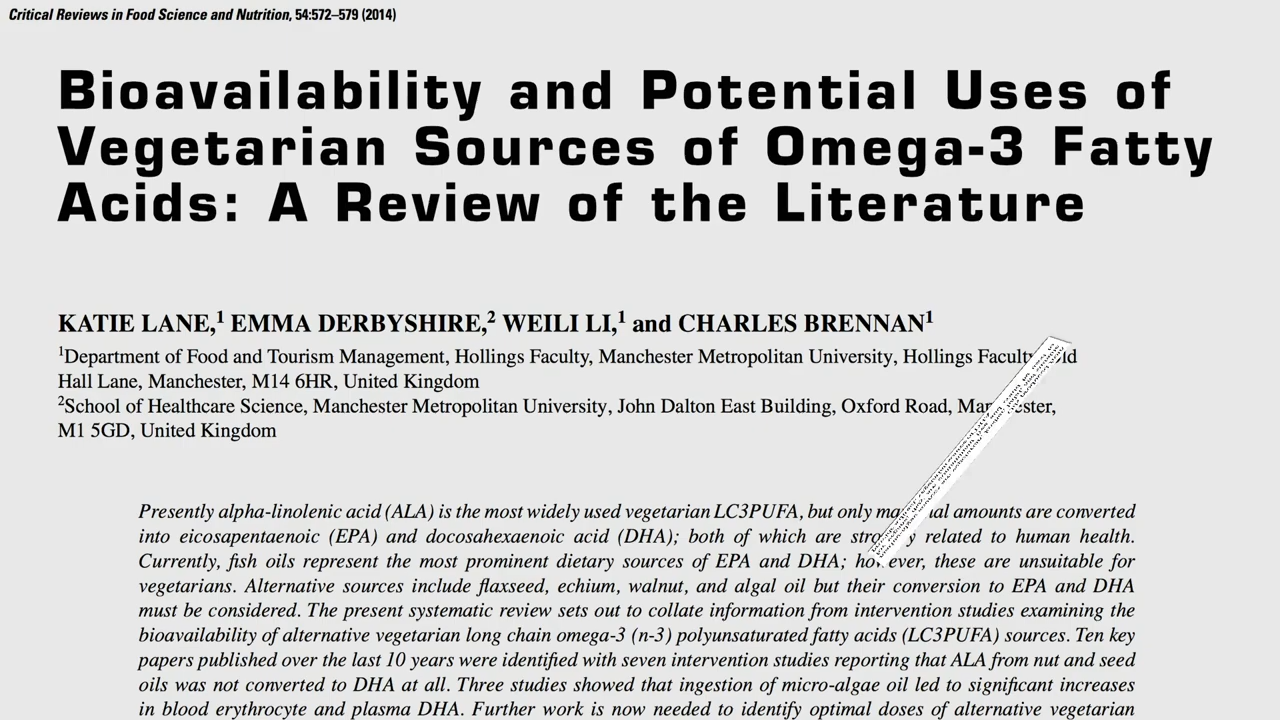 Critical Reviews in Food Science and Nutrition, 54:572–579 (2014)
Bioavailability and Potential Uses of
Vegetarian Sources of Omega-3 Fatty
Acids: A Review of the Literature
KATIE LANE,¹ EMMA DERBYSHIRE,² WEILI LI,¹ and CHARLES BRENNAN¹
¹Department of Food and Tourism Management, Hollings Faculty, Manchester Metropolitan University, Hollings Faculty
Hall Lane, Manchester, M14 6HR, United Kingdom
²School of Healthcare Science, Manchester Metropolitan University, John Dalton East Building, Oxford Road, Manchester,
M1 5GD, United Kingdom
Presently alpha-linolenic acid (ALA) is the most widely used vegetarian LC3PUFA, but only marginal amounts are converted
into eicosapentaenoic (EPA) and docosahexaenoic acid (DHA); both of which are strongly related to human health.
Currently, fish oils represent the most prominent dietary sources of EPA and DHA; however, these are unsuitable for
vegetarians. Alternative sources include flaxseed, echium, walnut, and algal oil but their conversion to EPA and DHA
must be considered. The present systematic review sets out to collate information from intervention studies examining the
bioavailability of alternative vegetarian long chain omega-3 (n-3) polyunsaturated fatty acids (LC3PUFA) sources. Ten key
papers published over the last 10 years were identified with seven intervention studies reporting that ALA from nut and seed
oils was not converted to DHA at all. Three studies showed that ingestion of micro-algae oil led to significant increases
in blood erythrocyte and plasma DHA. Further work is now needed to identify optimal doses of alternative vegetarian